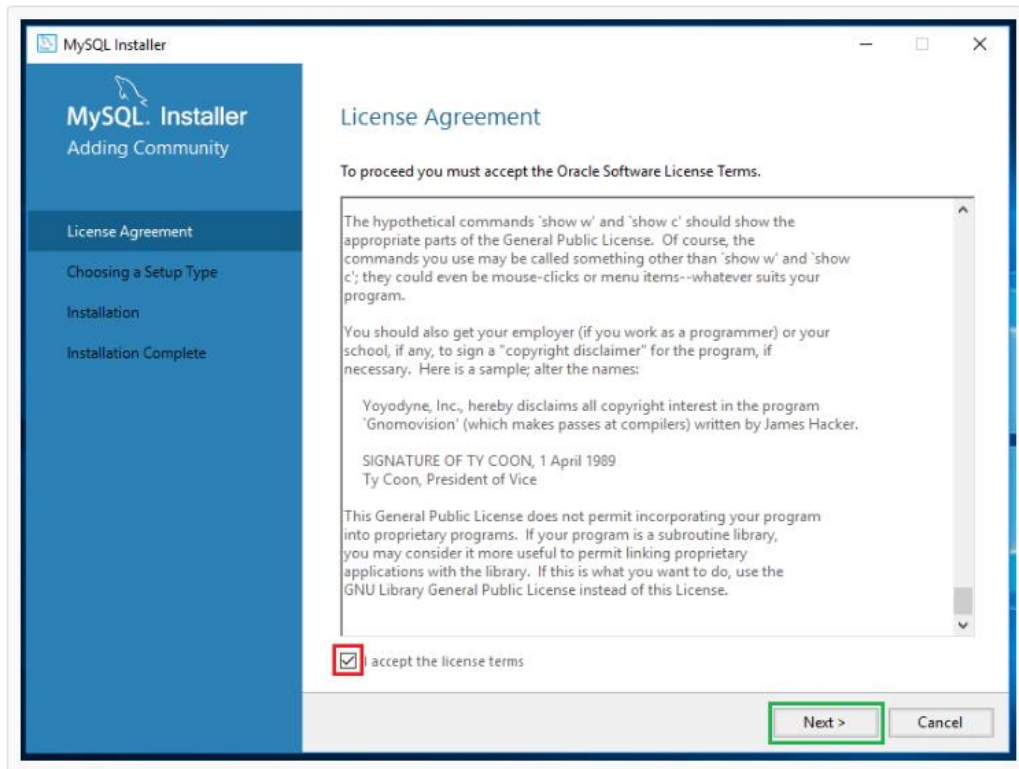 MySQL Installer
MySQL. Installer
Adding Community
License Agreement
Choosing a Setup Type
Installation
Installation Complete
License Agreement
To proceed you must accept the Oracle Software License Terms.
The hypothetical commands `show w' and `show c' should show the
appropriate parts of the General Public License. Of course, the
commands you use may be called something other than `show w' and `show
c'; they could even be mouse-clicks or menu items--whatever suits your
program.
You should also get your employer (if you work as a programmer) or your
school, if any, to sign a "copyright disclaimer" for the program, if
necessary. Here is a sample; alter the names:
Yoyodyne, Inc., hereby disclaims all copyright interest in the program
`Gnomovision' (which makes passes at compilers) written by James Hacker.
SIGNATURE OF TY COON, 1 April 1989
Ty Coon, President of Vice
This General Public License does not permit incorporating your program
into proprietary programs. If your program is a subroutine library,
you may consider it more useful to permit linking proprietary
applications with the library. If this is what you want to do, use the
GNU Library General Public License instead of this License.
I accept the license terms
Next >
Cancel